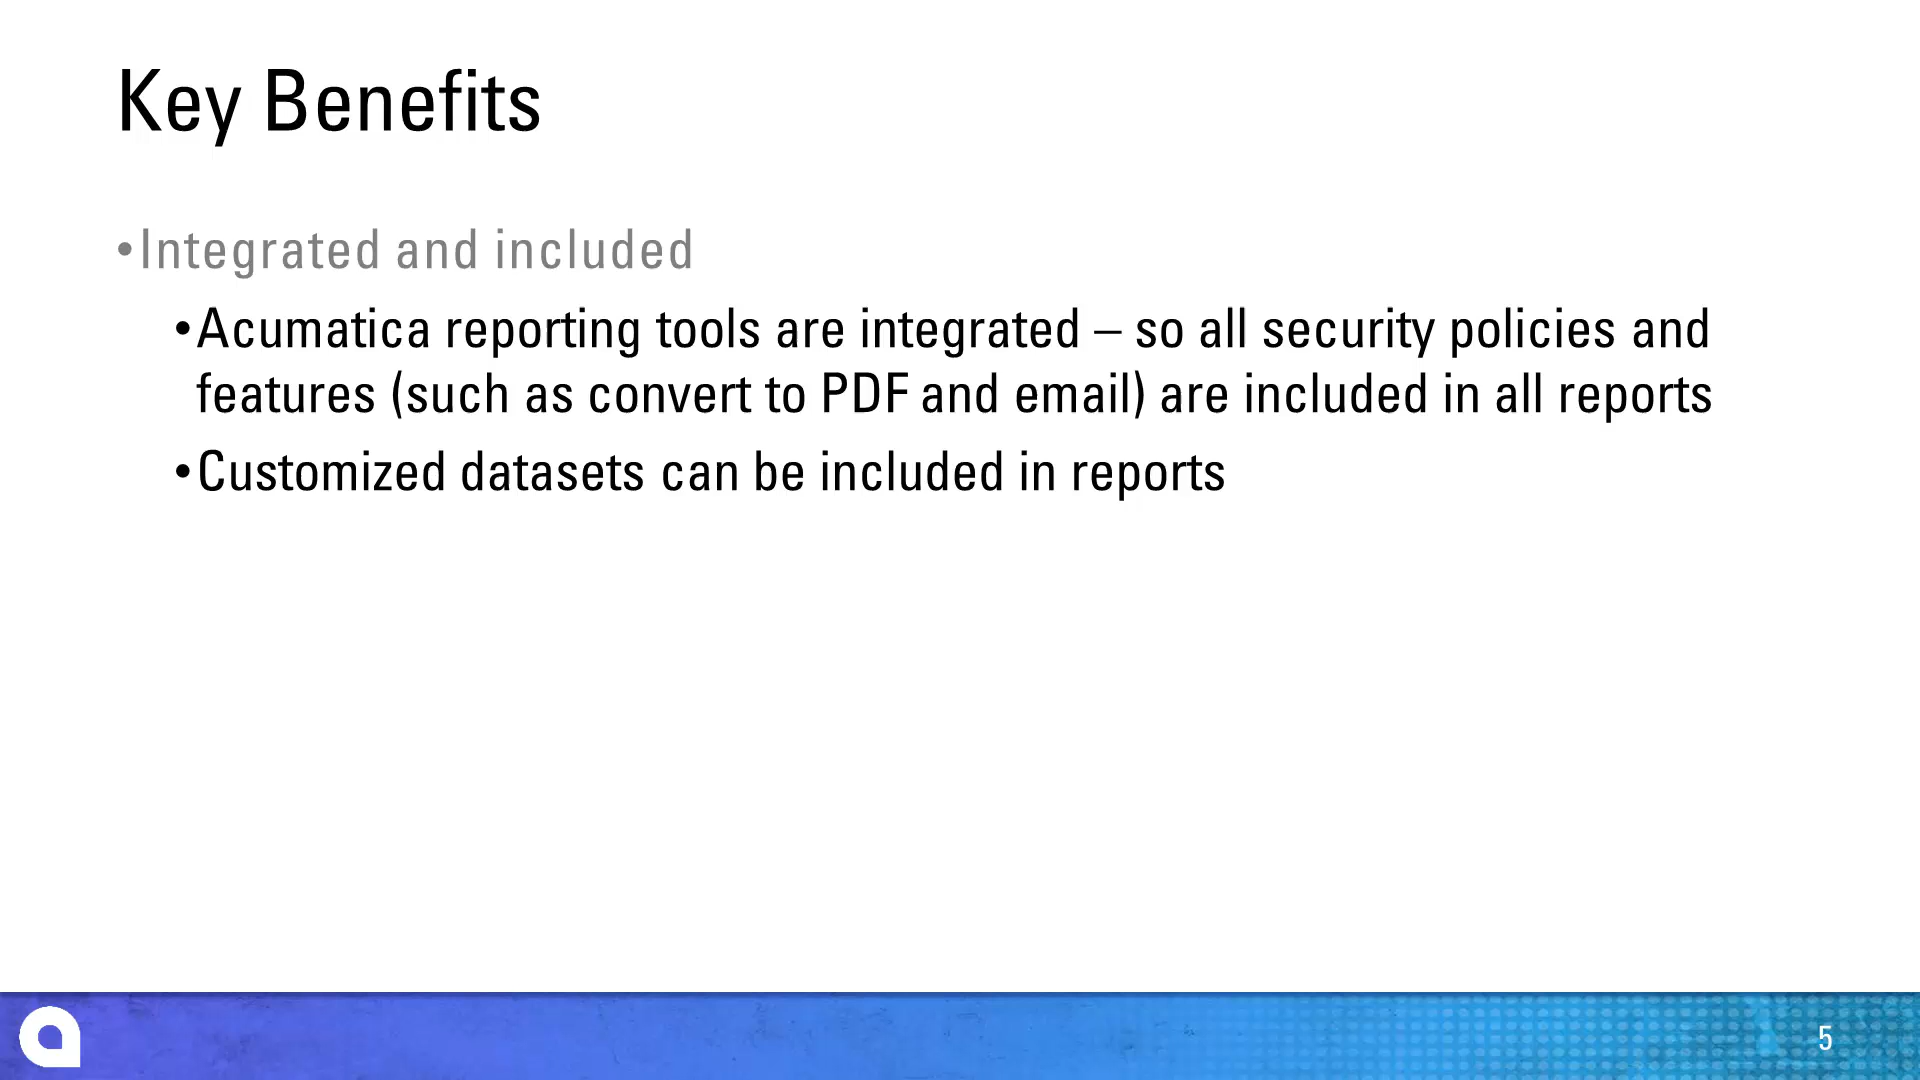 Key Benefits
•Integrated and included
•Acumatica reporting tools are integrated – so all security policies and
features (such as convert to PDF and email) are included in all reports
•Customized datasets can be included in reports
5